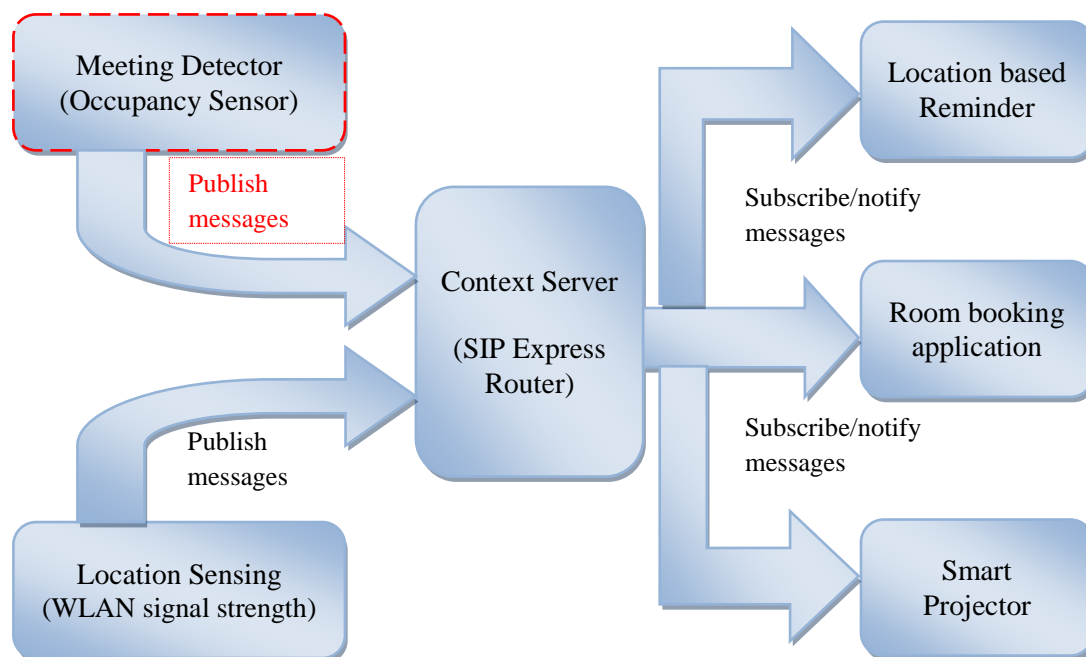 Meeting Detector
(Occupancy Sensor)
Publish
messages
Location based
Reminder
Subscribe/notify
messages
Context Server
(SIP Express
Router)
Room booking
application
Publish
messages
Subscribe/notify
messages
Location Sensing
(WLAN signal strength)
Smart
Projector